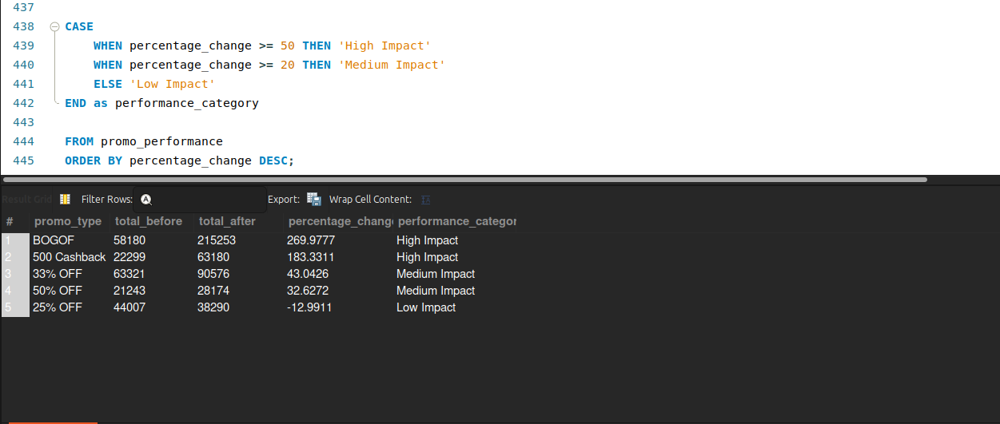 437
438 CASE
439 WHEN percentage_change >= 50 THEN 'High Impact'
440 WHEN percentage_change >= 20 THEN 'Medium Impact'
441 ELSE 'Low Impact'
442 END as performance_category
443
444 FROM promo_performance
445 ORDER BY percentage_change DESC;
Result Grid Filter Rows: Export: Wrap Cell Content:
# promo_type total_before total_after percentage_chang performance_categor
1 BOGOF 58180 215253 269.9777 High Impact
2 500 Cashback 22299 63180 183.3311 High Impact
3 33% OFF 63321 90576 43.0426 Medium Impact
4 50% OFF 21243 28174 32.6272 Medium Impact
5 25% OFF 44007 38290 -12.9911 Low Impact